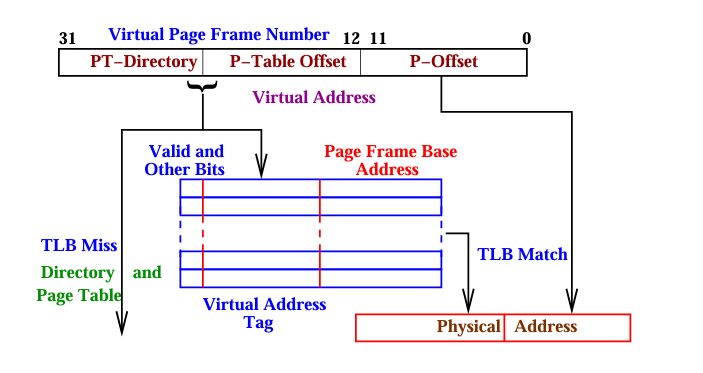 Virtual Page Frame Number
31 12 11 0
PT-Directory P-Table Offset P-Offset
Virtual Address
Valid and
Other Bits
Page Frame Base
Address
TLB Miss
Directory and
Page Table
TLB Match
Virtual Address
Tag
Physical Address